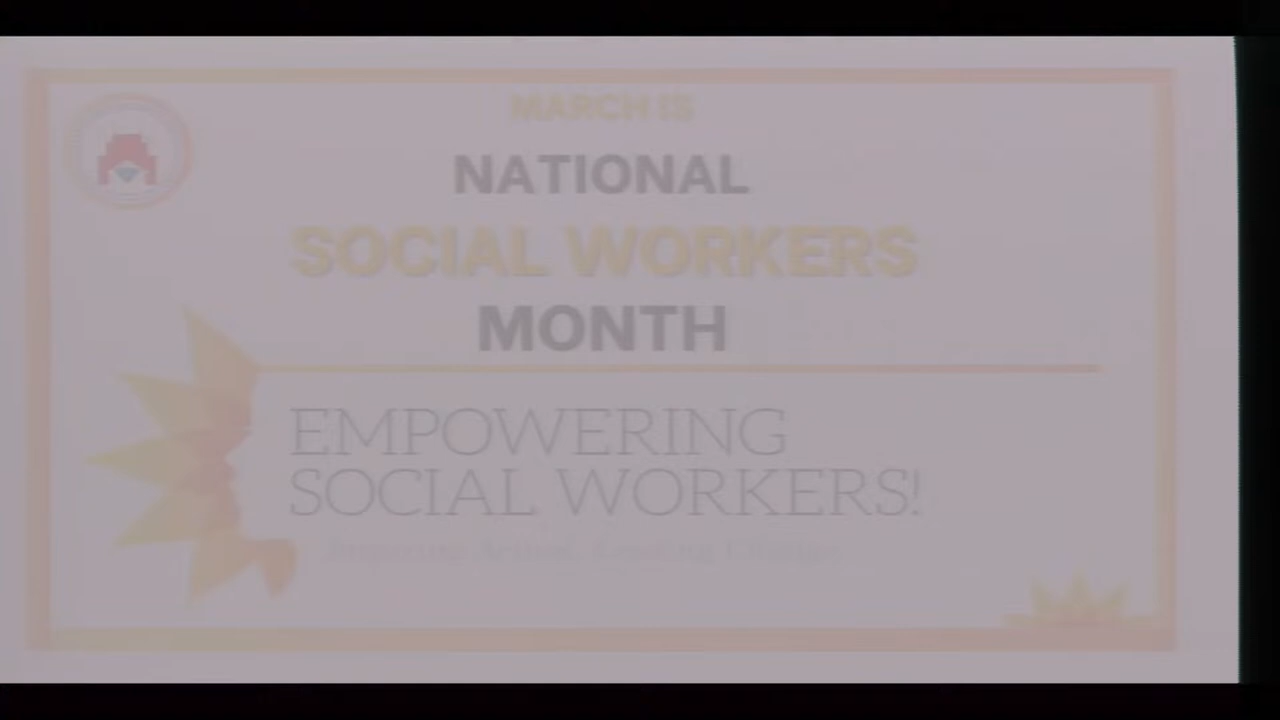 MARCH IS
NATIONAL
SOCIAL WORKERS
MONTH
EMPOWERING
SOCIAL WORKERS!